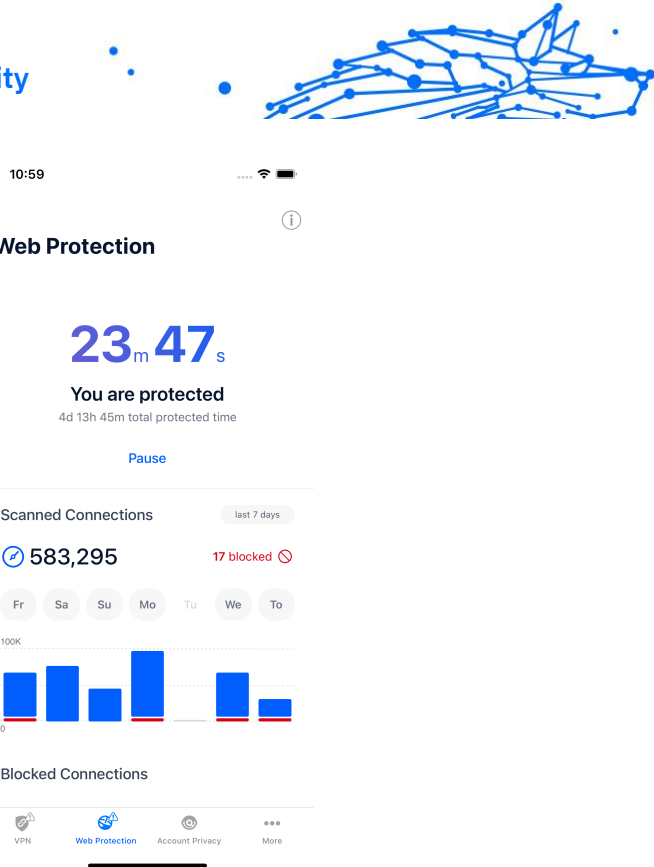 ity
10:59
Web Protection
23m 47s
You are protected
4d 13h 45m total protected time
Pause
Scanned Connections
last 7 days
583,295
17 blocked
Fr Sa Su Mo Tu We To
100K
0
Blocked Connections
VPN
Web Protection
Account Privacy
More